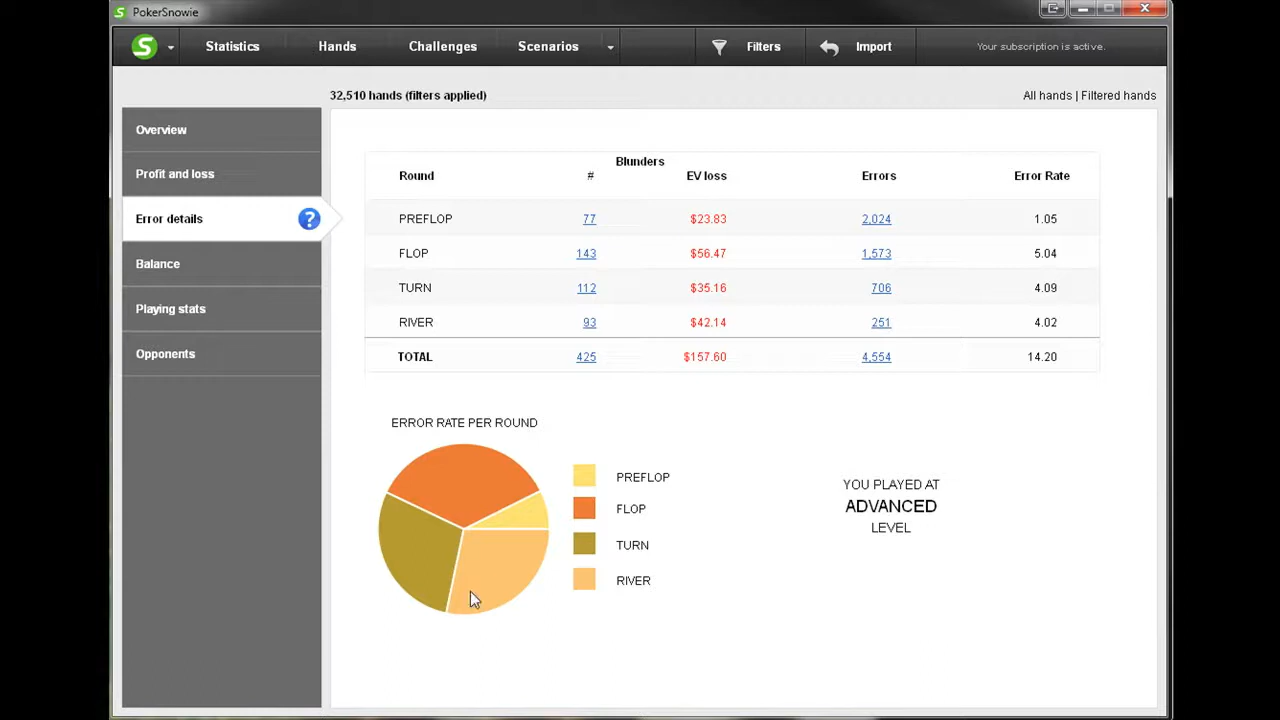 PokerSnowie
S Statistics Hands Challenges Scenarios Filters Import Your subscription is active.
32,510 hands (filters applied) All hands | Filtered hands
Overview
Profit and loss
Error details ?
Balance
Playing stats
Opponents
Blunders
Round # EV loss Errors Error Rate
PREFLOP 77 $23.83 2,024 1.05
FLOP 143 $56.47 1,573 5.04
TURN 112 $35.16 706 4.09
RIVER 93 $42.14 251 4.02
TOTAL 425 $157.60 4,554 14.20
ERROR RATE PER ROUND
PREFLOP
FLOP
TURN
RIVER
YOU PLAYED AT
ADVANCED
LEVEL